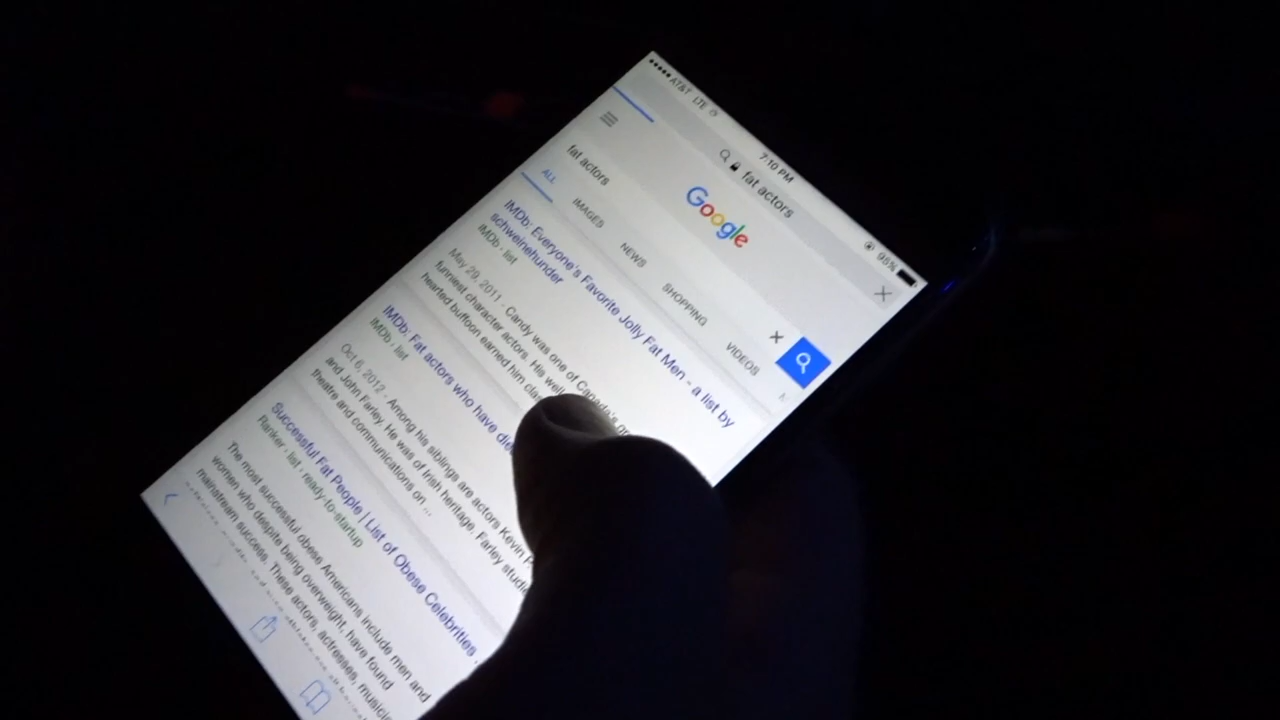 AT&T LTE
7:10 PM
95%
fat actors
Google
fat actors
ALL
IMAGES
NEWS
SHOPPING
VIDEOS
IMDb: Everyone's Favorite Jolly Fat Men - a list by
schweinehunder
IMDb › list
May 29, 2011 - Candy was one of Canada's
funniest character actors. His well
hearted buffoon earned him
IMDb: Fat actors who have
IMDb › list
Oct 6, 2012 - Among his siblings are actors Kevin P.
and John Farley. He was of Irish heritage. Farley
theatre and communications on ...
Successful Fat People | List of Obese Celebrities
Ranker › list › ready-to-startup
The most successful obese Americans include men and
women who despite being overweight, have found
mainstream success. These actors, actresses,